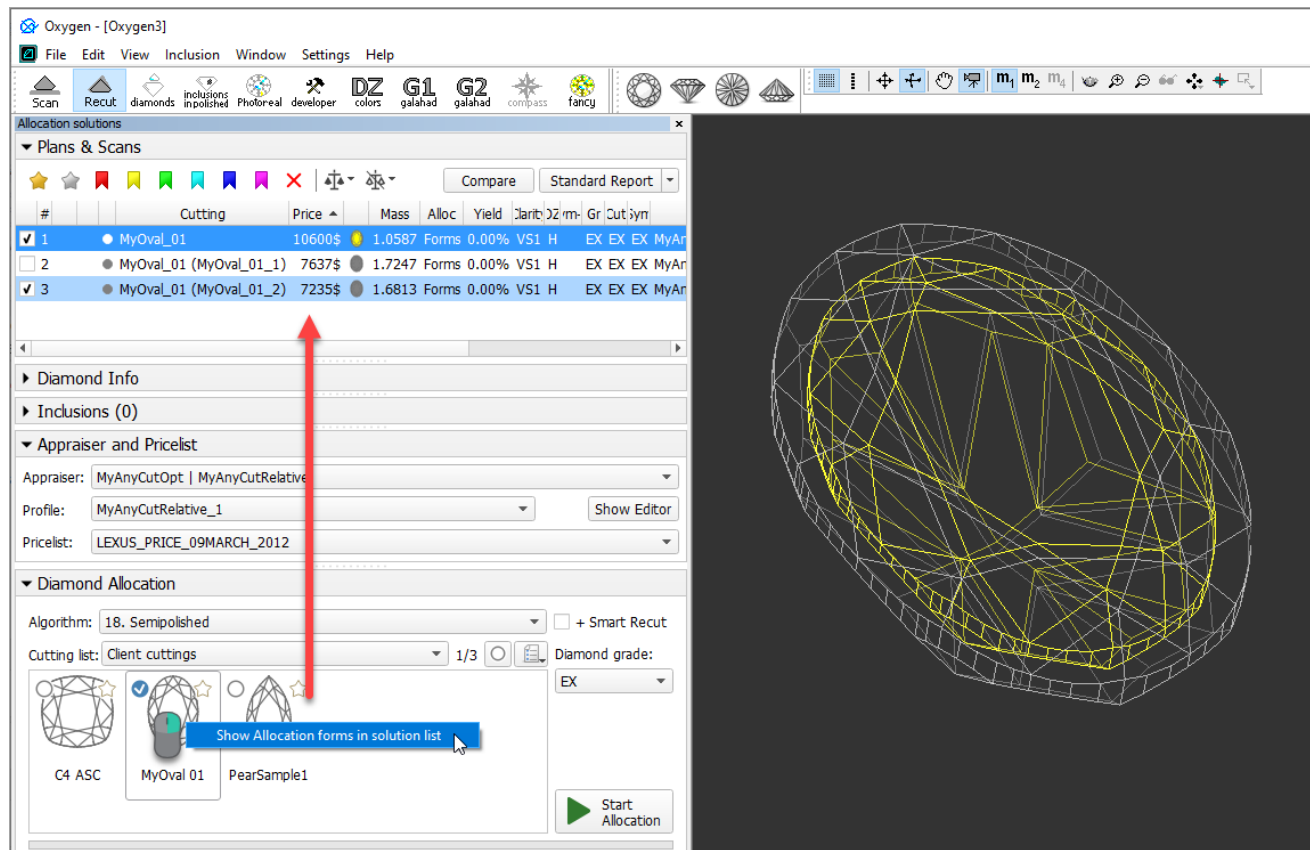 Oxygen - [Oxygen3]
File Edit View Inclusion Window Settings Help
Scan Recut diamonds inclusions inpolished Photoreal developer DZ colors G1 galahad G2 galahad compass fancy m1 m2 m4
Allocation solutions
Plans & Scans
Compare Standard Report
# Cutting Price Mass Alloc Yield Clarit DZ ym- Gr Cut Sym
1 MyOval_01 10600$ 1.0587 Forms 0.00% VS1 H EX EX EX MyAn
2 MyOval_01 (MyOval_01_1) 7637$ 1.7247 Forms 0.00% VS1 H EX EX EX MyAr
3 MyOval_01 (MyOval_01_2) 7235$ 1.6813 Forms 0.00% VS1 H EX EX EX MyAr
Diamond Info
Inclusions (0)
Appraiser and Pricelist
Appraiser: MyAnyCutOpt | MyAnyCutRelative
Profile: MyAnyCutRelative_1 Show Editor
Pricelist: LEXUS_PRICE_09MARCH_2012
Diamond Allocation
Algorithm: 18. Semipolished + Smart Recut
Cutting list: Client cuttings 1/3 Diamond grade:
EX
Show Allocation forms in solution list
C4 ASC MyOval 01 PearSample1
Start
Allocation